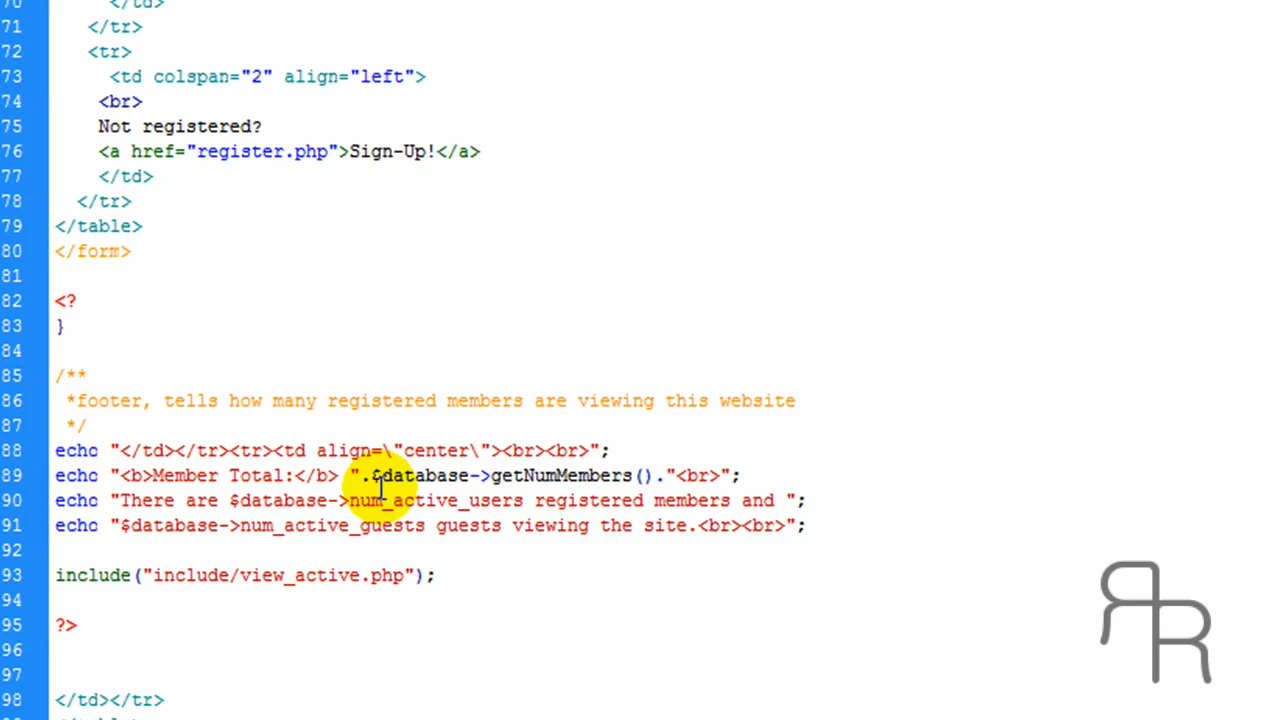 70      </td>
71    </tr>
72    <tr>
73      <td colspan="2" align="left">
74     <br>
75     Not registered?
76     <a href="register.php">Sign-Up!</a>
77     </td>
78   </tr>
79 </table>
80 </form>
81
82 <?
83 }
84
85 /**
86  *footer, tells how many registered members are viewing this website
87  */
88 echo "</td></tr><tr><td align=\"center\"><br><br>";
89 echo "<b>Member Total:</b> ".$database->getNumMembers()."<br>";
90 echo "There are $database->num_active_users registered members and ";
91 echo "$database->num_active_guests guests viewing the site.<br><br>";
92
93 include("include/view_active.php");
94
95 ?>
96
97
98 </td></tr>